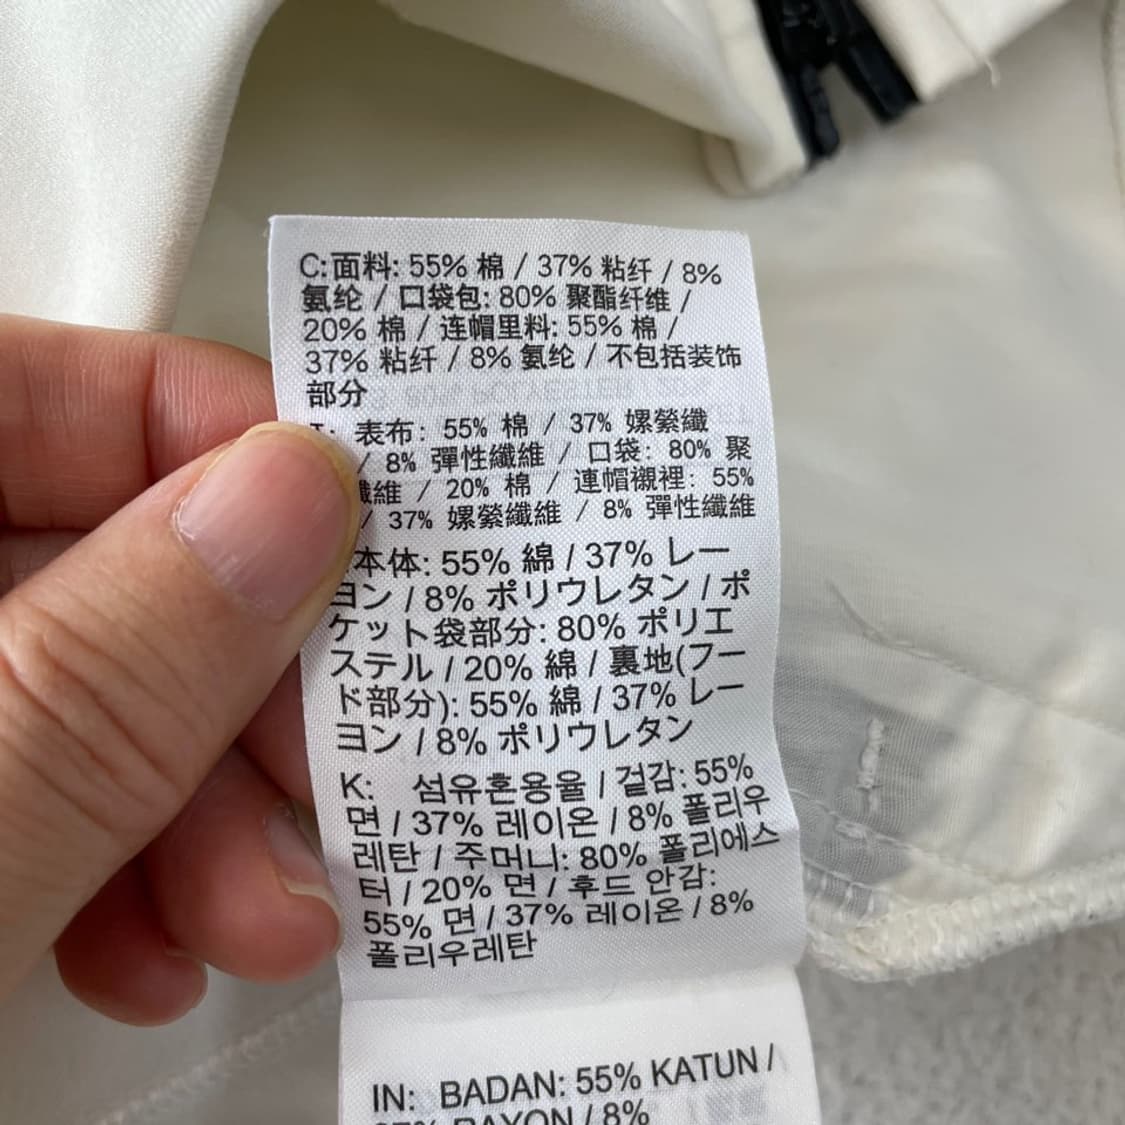 C: 面料: 55% 棉 / 37% 粘纤 / 8%
氨纶 / 口袋包: 80% 聚酯纤维 /
20% 棉 / 连帽里料: 55% 棉 /
37% 粘纤 / 8% 氨纶 / 不包括装饰
部分
表布: 55% 棉 / 37% 嫘縈纖
/ 8% 彈性纖維 / 口袋: 80% 聚
纖維 / 20% 棉 / 連帽襯裡: 55%
/ 37% 嫘縈纖維 / 8% 彈性纖維
本体: 55% 綿 / 37% レー
ヨン / 8% ポリウレタン / ポ
ケット袋部分: 80% ポリエ
ステル / 20% 綿 / 裏地(フー
ド部分): 55% 綿 / 37% レー
ヨン / 8% ポリウレタン
K: 섬유혼용율 / 겉감: 55%
면 / 37% 레이온 / 8% 폴리우
레탄 / 주머니: 80% 폴리에스
터 / 20% 면 / 후드 안감:
55% 면 / 37% 레이온 / 8%
폴리우레탄
IN: BADAN: 55% KATUN /
37% RAYON / 8%